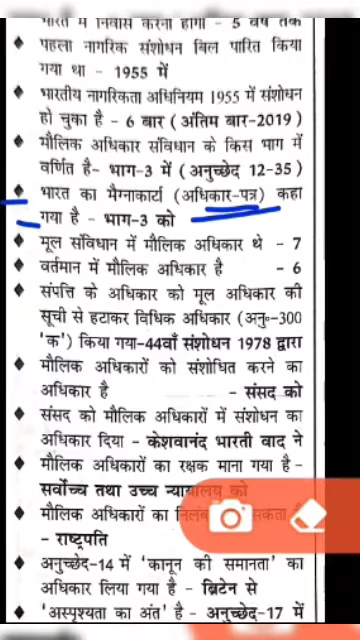 भारत में निवास करना होगा - 5 वर्ष तक
◆ पहला नागरिक संशोधन बिल पारित किया
गया था - 1955 में
◆ भारतीय नागरिकता अधिनियम 1955 में संशोधन
हो चुका है - 6 बार (अंतिम बार-2019)
◆ मौलिक अधिकार संविधान के किस भाग में
वर्णित है- भाग-3 में (अनुच्छेद 12-35)
◆ भारत का मैग्नाकार्टा (अधिकार-पत्र) कहा
गया है - भाग-3 को
◆ मूल संविधान में मौलिक अधिकार थे - 7
◆ वर्तमान में मौलिक अधिकार है - 6
◆ संपत्ति के अधिकार को मूल अधिकार की
सूची से हटाकर विधिक अधिकार (अनु॰-300
'क') किया गया-44वाँ संशोधन 1978 द्वारा
◆ मौलिक अधिकारों को संशोधित करने का
अधिकार है - संसद को
◆ संसद को मौलिक अधिकारों में संशोधन का
अधिकार दिया - केशवानंद भारती वाद ने
◆ मौलिक अधिकारों का रक्षक माना गया है -
सर्वोच्च तथा उच्च न्यायालय को
◆ मौलिक अधिकारों का सकता
- राष्ट्रपति
◆ अनुच्छेद-14 में 'कानून की समानता' का
अधिकार लिया गया है - ब्रिटेन से
◆ 'अस्पृश्यता का अंत' है - अनुच्छेद-17 में